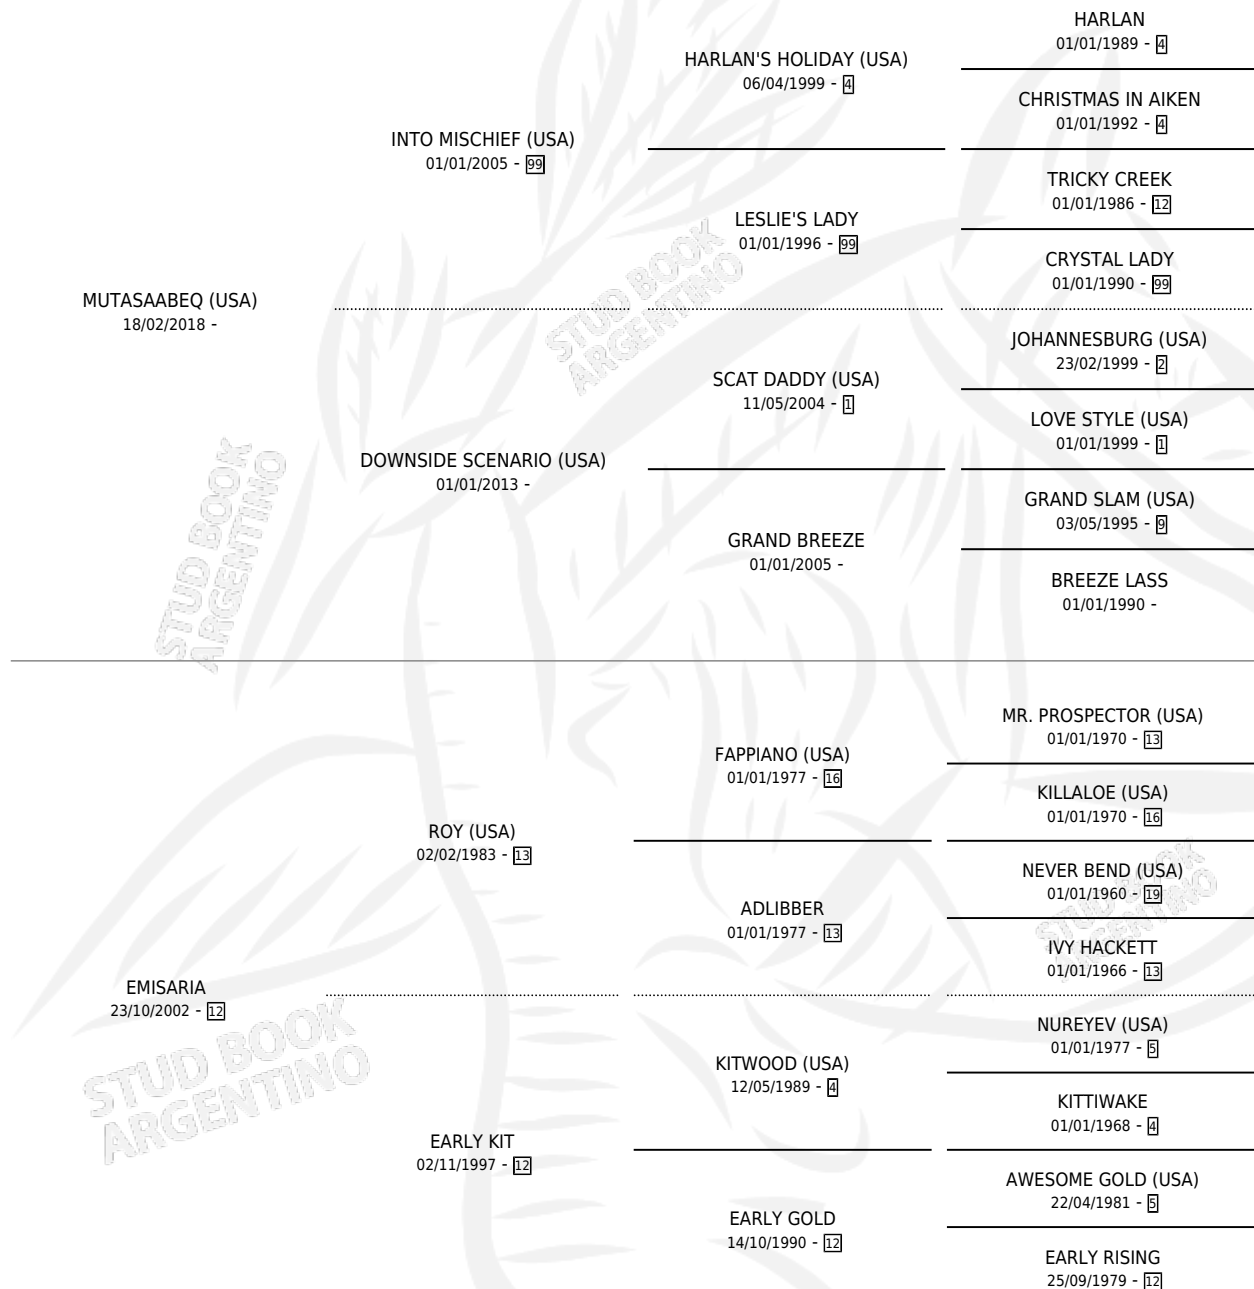 HARLAN
01/01/1989 - 4
HARLAN'S HOLIDAY (USA)
06/04/1999 - 4
CHRISTMAS IN AIKEN
01/01/1992 - 4
INTO MISCHIEF (USA)
01/01/2005 - 99
TRICKY CREEK
01/01/1986 - 12
LESLIE'S LADY
01/01/1996 - 99
CRYSTAL LADY
01/01/1990 - 99
MUTASAABEQ (USA)
18/02/2018 -
JOHANNESBURG (USA)
23/02/1999 - 2
SCAT DADDY (USA)
11/05/2004 - 1
LOVE STYLE (USA)
01/01/1999 - 1
DOWNSIDE SCENARIO (USA)
01/01/2013 -
GRAND SLAM (USA)
03/05/1995 - 9
GRAND BREEZE
01/01/2005 -
BREEZE LASS
01/01/1990 -
MR. PROSPECTOR (USA)
01/01/1970 - 13
FAPPIANO (USA)
01/01/1977 - 16
KILLALOE (USA)
01/01/1970 - 16
ROY (USA)
02/02/1983 - 13
NEVER BEND (USA)
01/01/1960 - 19
ADLIBBER
01/01/1977 - 13
IVY HACKETT
01/01/1966 - 13
EMISARIA
23/10/2002 - 12
NUREYEV (USA)
01/01/1977 - 5
KITWOOD (USA)
12/05/1989 - 4
KITTIWAKE
01/01/1968 - 4
EARLY KIT
02/11/1997 - 12
AWESOME GOLD (USA)
22/04/1981 - 5
EARLY GOLD
14/10/1990 - 12
EARLY RISING
25/09/1979 - 12
STUD BOOK
ARGENTINO
STUD BOOK
ARGENTINO
STUD BOOK
ARGENTINO
STUD BOOK
ARGENTINO